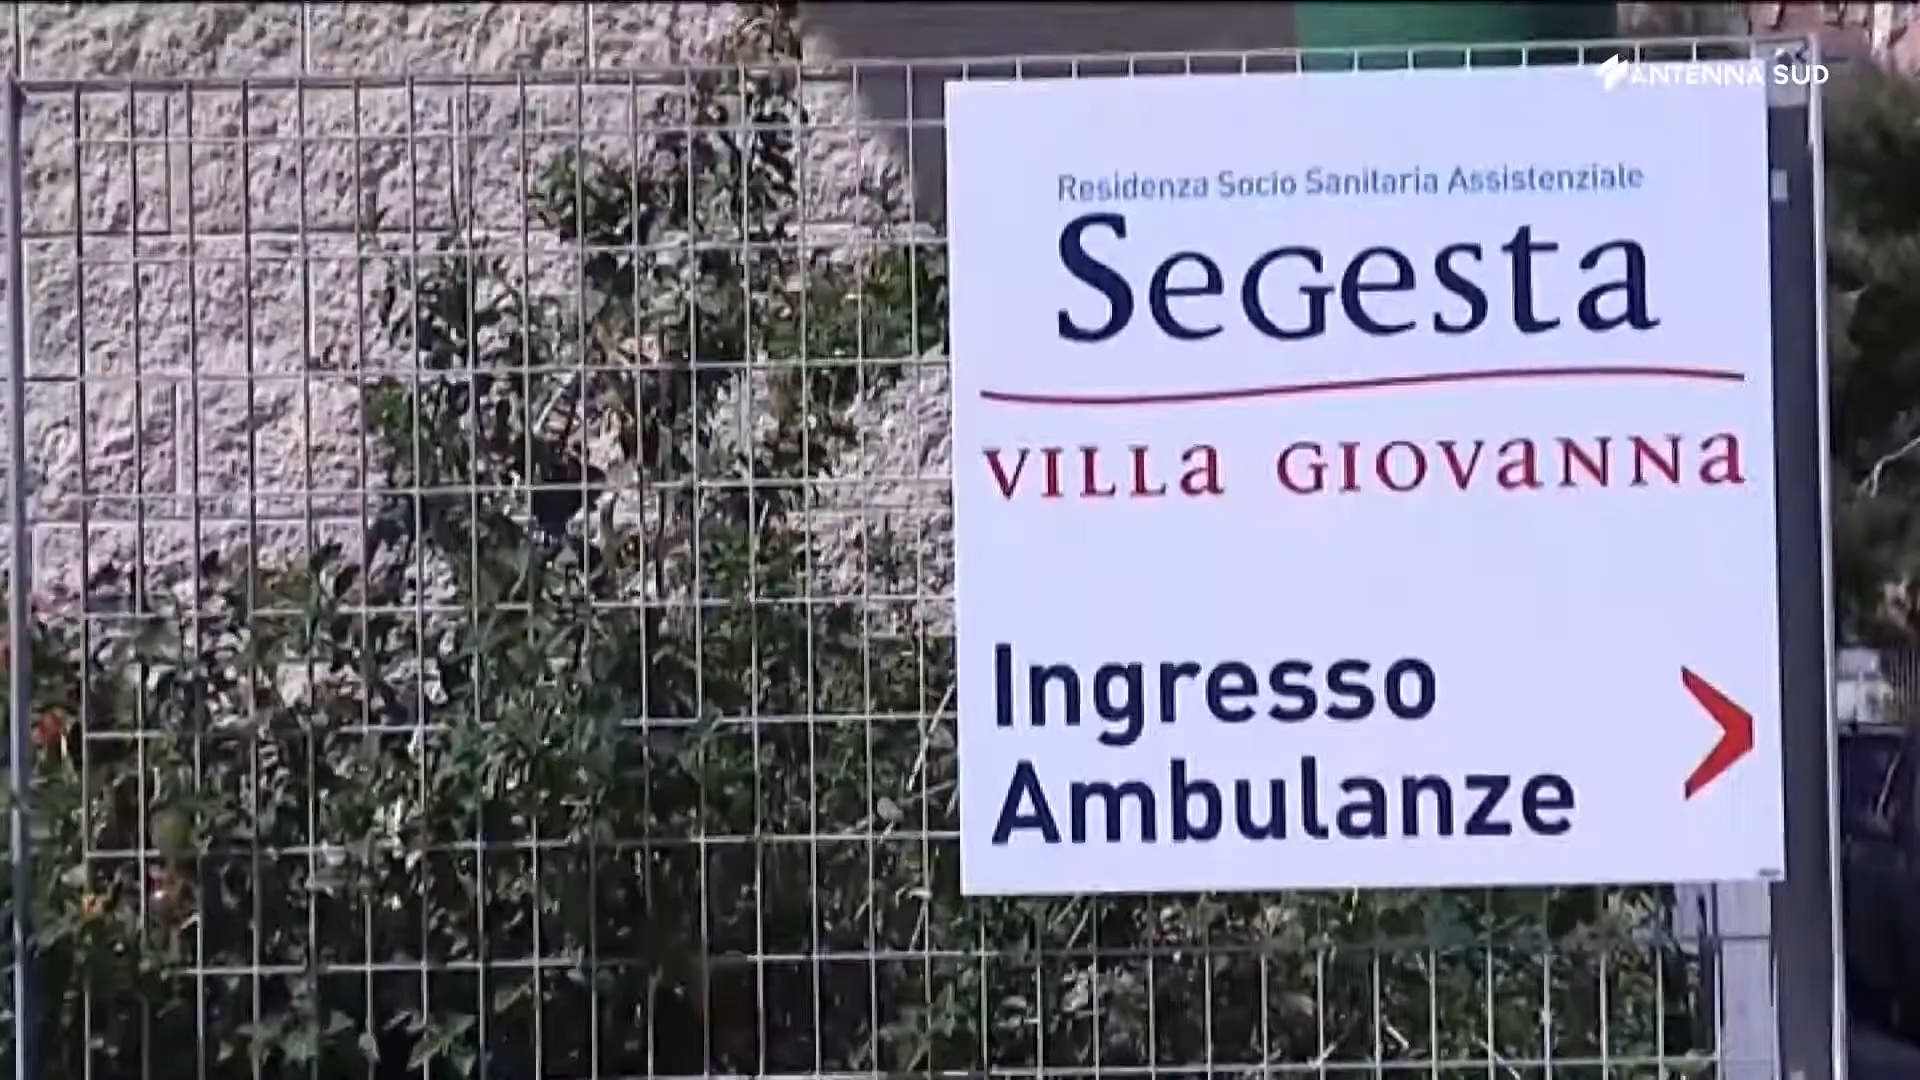 ANTENNA SUD
Residenza Socio Sanitaria Assistenziale
Segesta
VILLa GIOVaNNa
Ingresso
Ambulanze